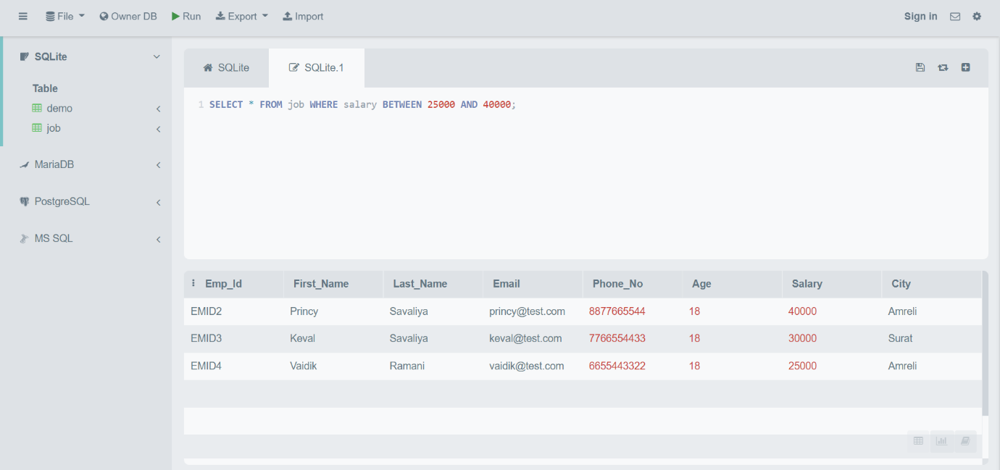 File Owner DB Run Export Import Sign in
SQLite
Table
demo
job
MariaDB
PostgreSQL
MS SQL
SQLite SQLite.1
1 SELECT * FROM job WHERE salary BETWEEN 25000 AND 40000;
Emp_Id First_Name Last_Name Email Phone_No Age Salary City
EMID2 Princy Savaliya princy@test.com 8877665544 18 40000 Amreli
EMID3 Keval Savaliya keval@test.com 7766554433 18 30000 Surat
EMID4 Vaidik Ramani vaidik@test.com 6655443322 18 25000 Amreli